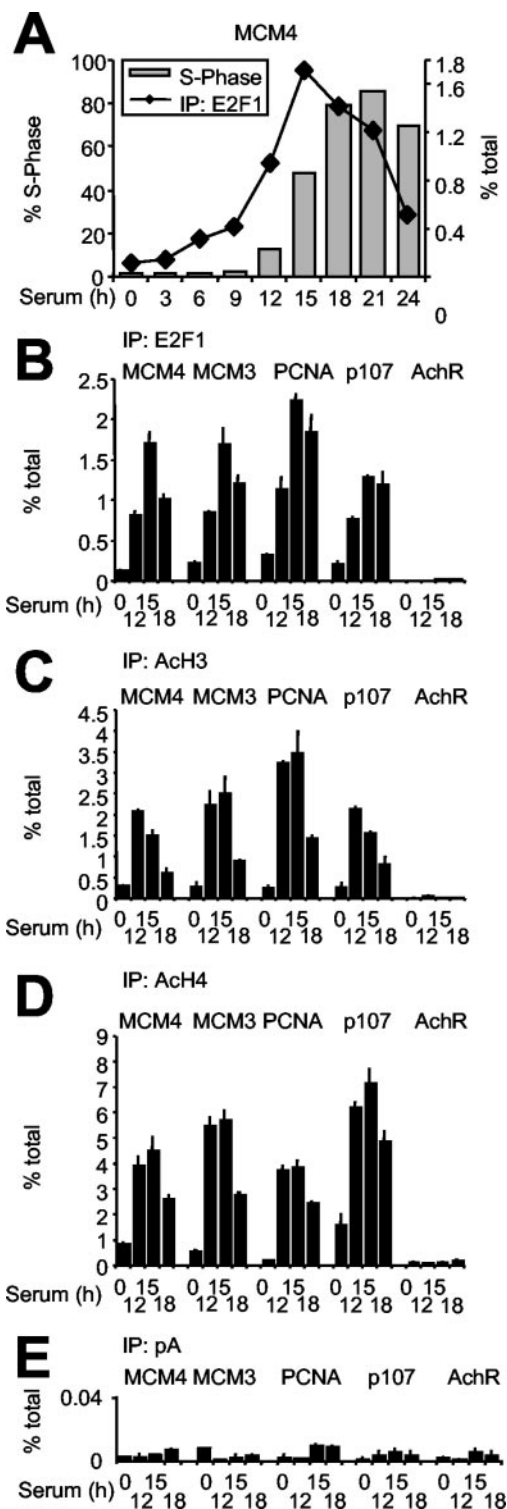 A
MCM4
S-Phase
IP: E2F1
% S-Phase
100
80
60
40
20
0
1.8
1.2
0.8
0.4
0
% total
Serum (h) 0 3 6 9 12 15 18 21 24
B
IP: E2F1
MCM4 MCM3 PCNA p107 AchR
% total
2.5
2
1.5
1
0.5
0
Serum (h) 0 15 0 15 0 15 0 15 0 15
12 18 12 18 12 18 12 18 12 18
C
IP: AcH3
MCM4 MCM3 PCNA p107 AchR
% total
4.5
4
3.5
3
2.5
2
1.5
1
0.5
0
Serum (h) 0 15 0 15 0 15 0 15 0 15
12 18 12 18 12 18 12 18 12 18
D
IP: AcH4
MCM4 MCM3 PCNA p107 AchR
% total
9
8
7
6
5
4
3
2
1
0
Serum (h) 0 15 0 15 0 15 0 15 0 15
12 18 12 18 12 18 12 18 12 18
E
IP: pA
MCM4 MCM3 PCNA p107 AchR
% total
0.04
0
Serum (h) 0 15 0 15 0 15 0 15 0 15
12 18 12 18 12 18 12 18 12 18